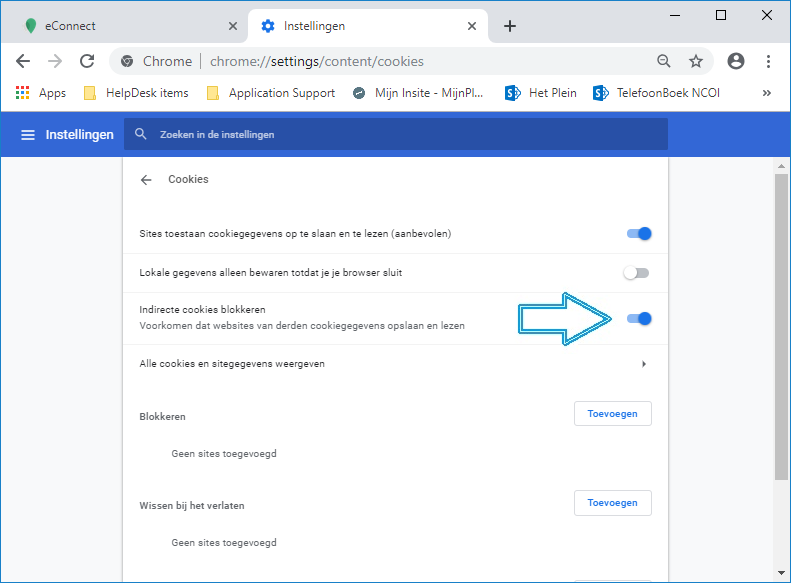 eConnect
Instellingen
Chrome
chrome://settings/content/cookies
Apps
HelpDesk items
Application Support
Mijn Insite - MijnPl...
Het Plein
TelefoonBoek NCOI
»
Instellingen
Zoeken in de instellingen
Cookies
Sites toestaan cookiegegevens op te slaan en te lezen (aanbevolen)
Lokale gegevens alleen bewaren totdat je je browser sluit
Indirecte cookies blokkeren
Voorkomen dat websites van derden cookiegegevens opslaan en lezen
Alle cookies en sitegegevens weergeven
Blokkeren
Toevoegen
Geen sites toegevoegd
Wissen bij het verlaten
Toevoegen
Geen sites toegevoegd